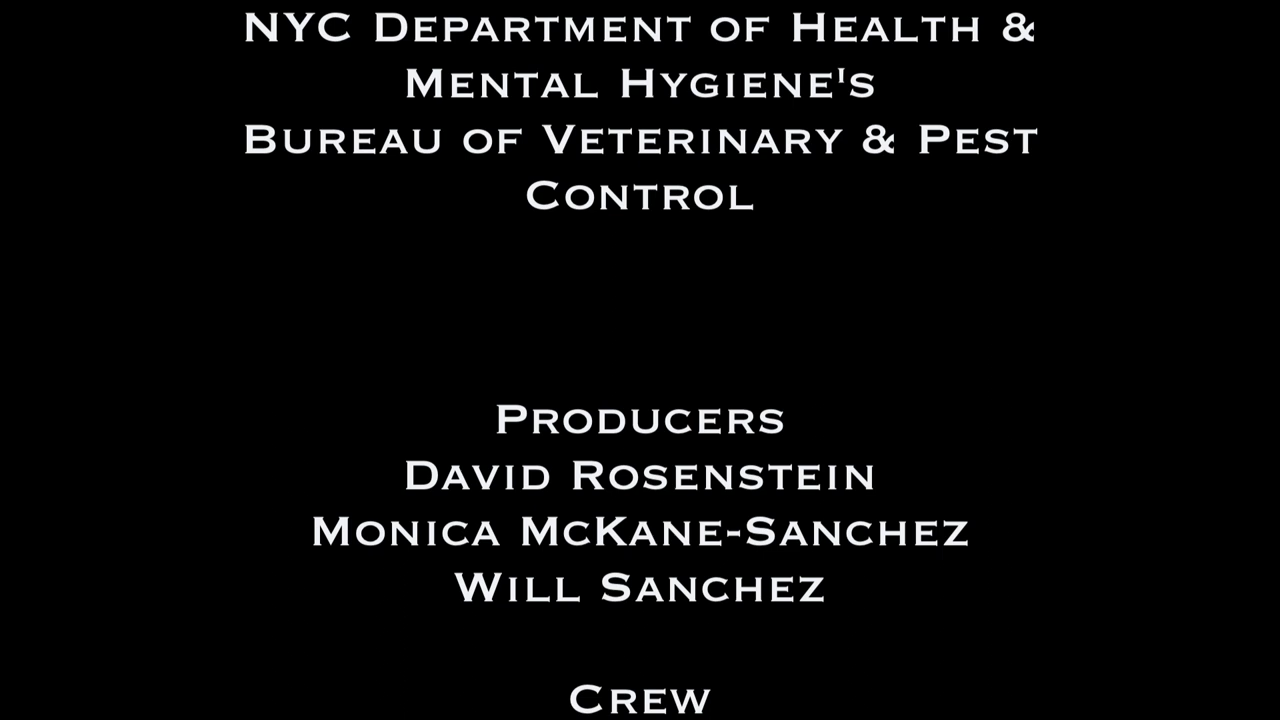 NYC Department of Health &
Mental Hygiene's
Bureau of Veterinary & Pest
Control
Producers
David Rosenstein
Monica McKane-Sanchez
Will Sanchez
Crew